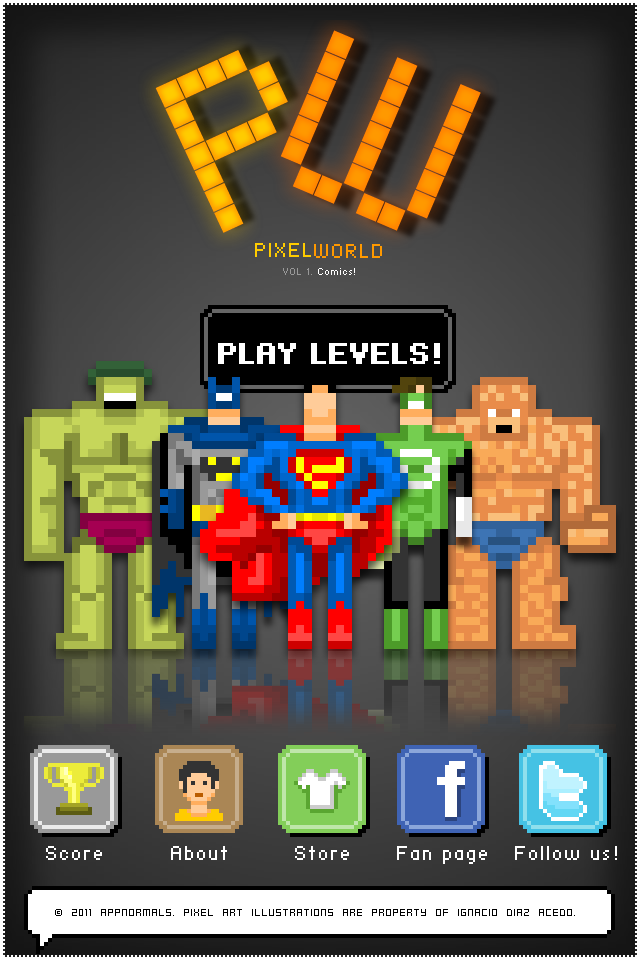 PW
PIXELWORLD
VOL 1. Comics!
PLAY LEVELS!
Score About Store Fan page Follow us!
© 2011 APPNORMALS. PIXEL ART ILLUSTRATIONS ARE PROPERTY OF IGNACIO DIAZ ACEDO.